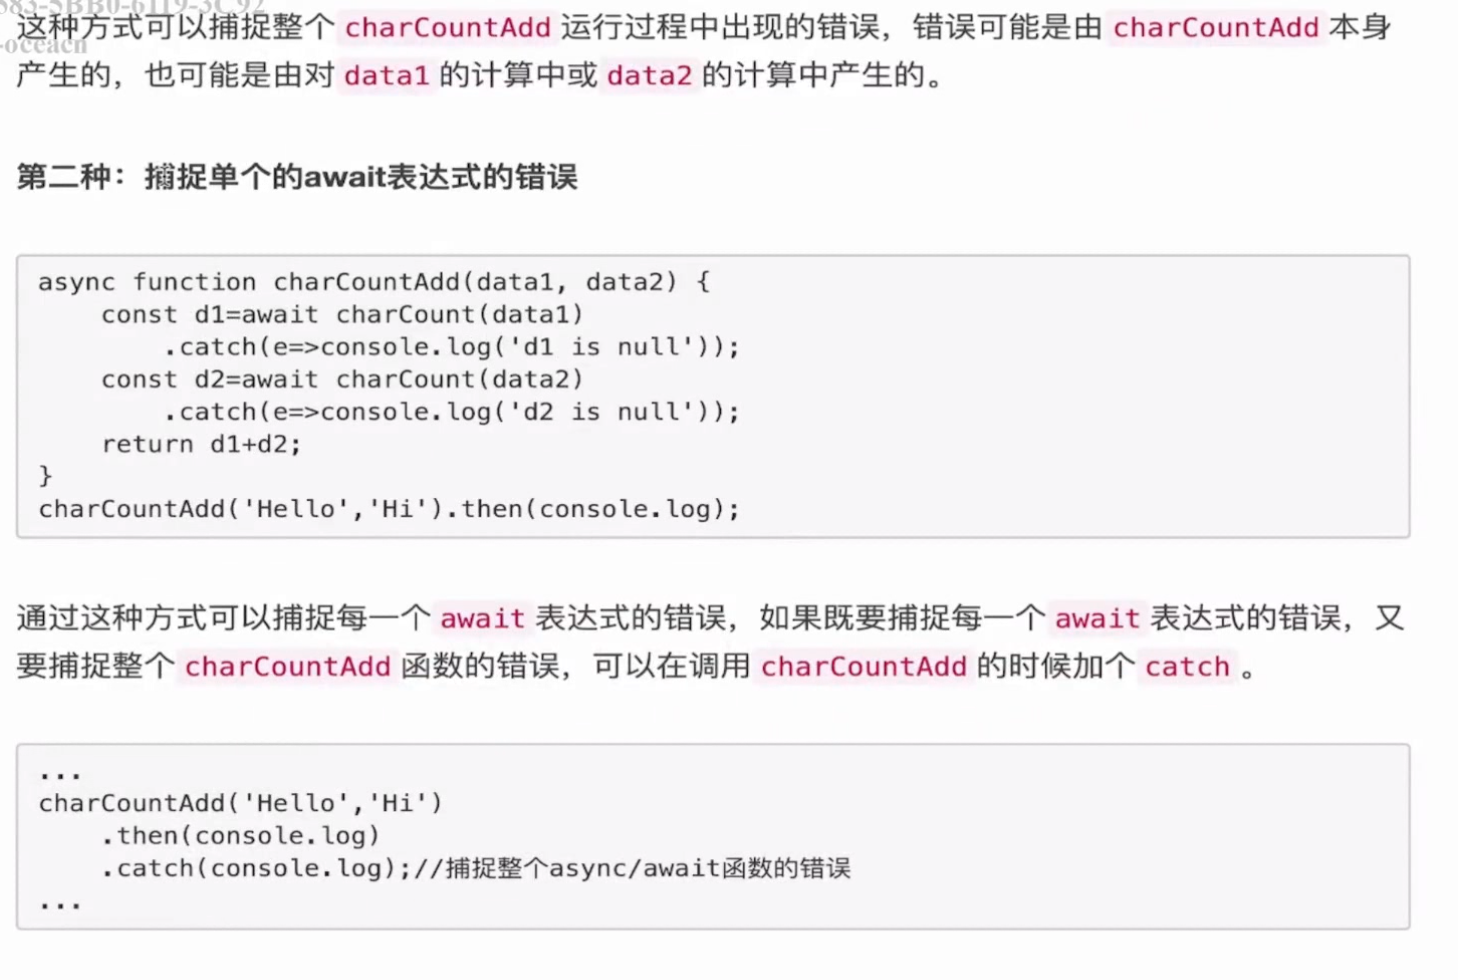 583-5BB0-6119-3C92
-oceacn
这种方式可以捕捉整个 charCountAdd 运行过程中出现的错误，错误可能是由 charCountAdd 本身
产生的，也可能是由对 data1 的计算中或 data2 的计算中产生的。
第二种：捕捉单个的await表达式的错误
async function charCountAdd(data1, data2) {
    const d1=await charCount(data1)
        .catch(e=>console.log('d1 is null'));
    const d2=await charCount(data2)
        .catch(e=>console.log('d2 is null'));
    return d1+d2;
}
charCountAdd('Hello','Hi').then(console.log);
通过这种方式可以捕捉每一个 await 表达式的错误，如果既要捕捉每一个 await 表达式的错误，又
要捕捉整个 charCountAdd 函数的错误，可以在调用 charCountAdd 的时候加个 catch 。
...
charCountAdd('Hello','Hi')
    .then(console.log)
    .catch(console.log);//捕捉整个async/await函数的错误
...